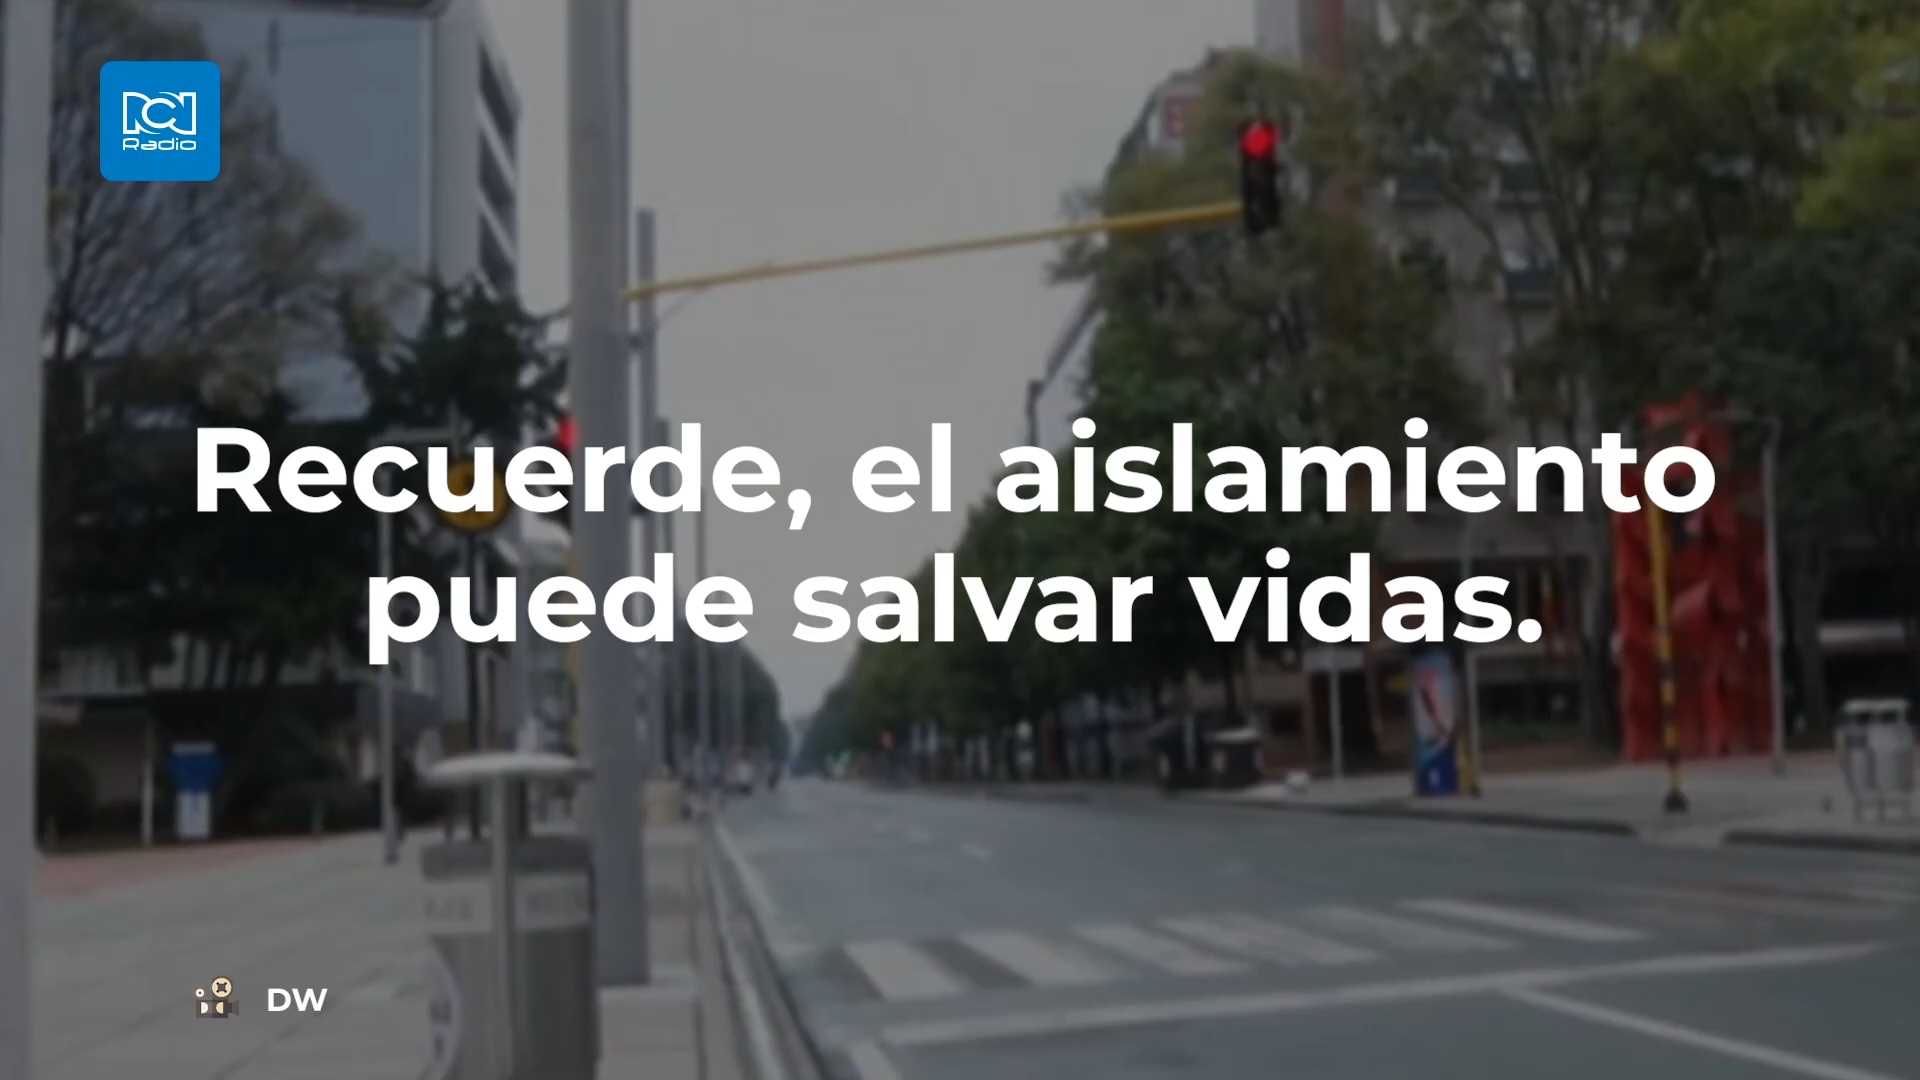 RCN
Radio
Recuerde, el aislamiento
puede salvar vidas.
DW